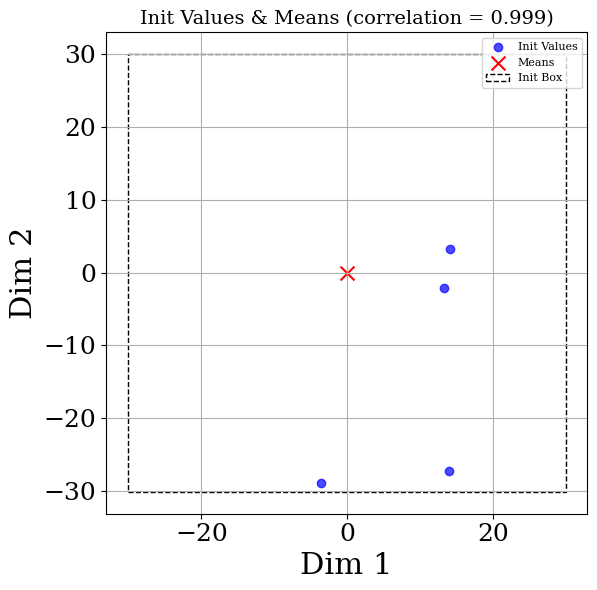 Init Values & Means (correlation = 0.999)
Init Values
Means
Init Box
30
20
10
0
−10
−20
−30
Dim 2
−20 0 20
Dim 1